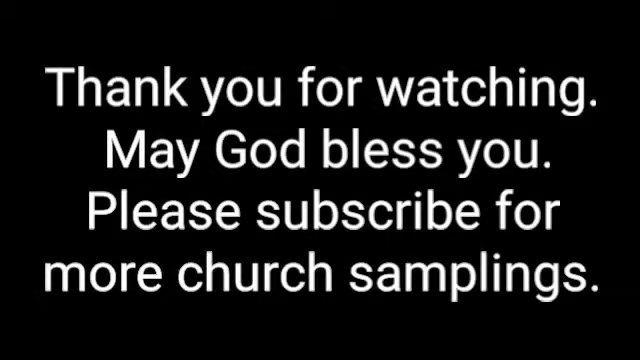 Thank you for watching.
May God bless you.
Please subscribe for
more church samplings.